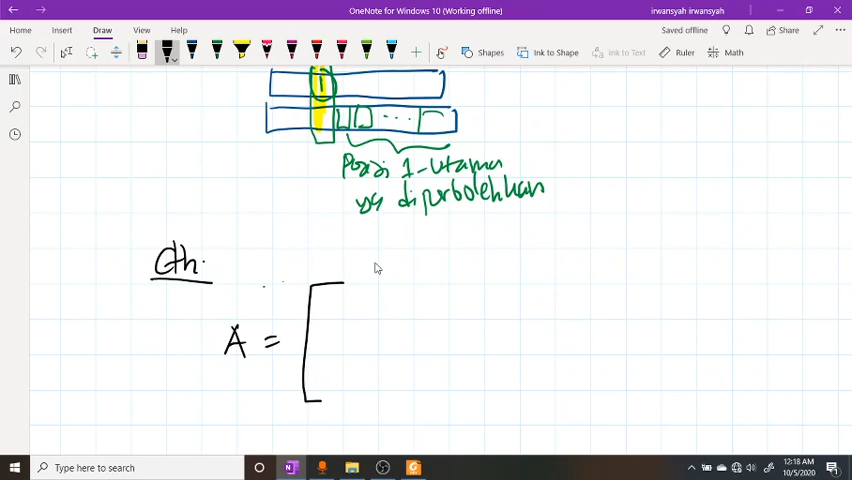 OneNote for Windows 10 (Working offline)
irwansyah irwansyah
Home Insert Draw View Help
Saved offline Share
Shapes Ink to Shape Ink to Text Ruler Math
1
...
Posisi 1-utama
yg diperbolehkan
Cth.
A = [
Type here to search
12:18 AM
10/5/2020